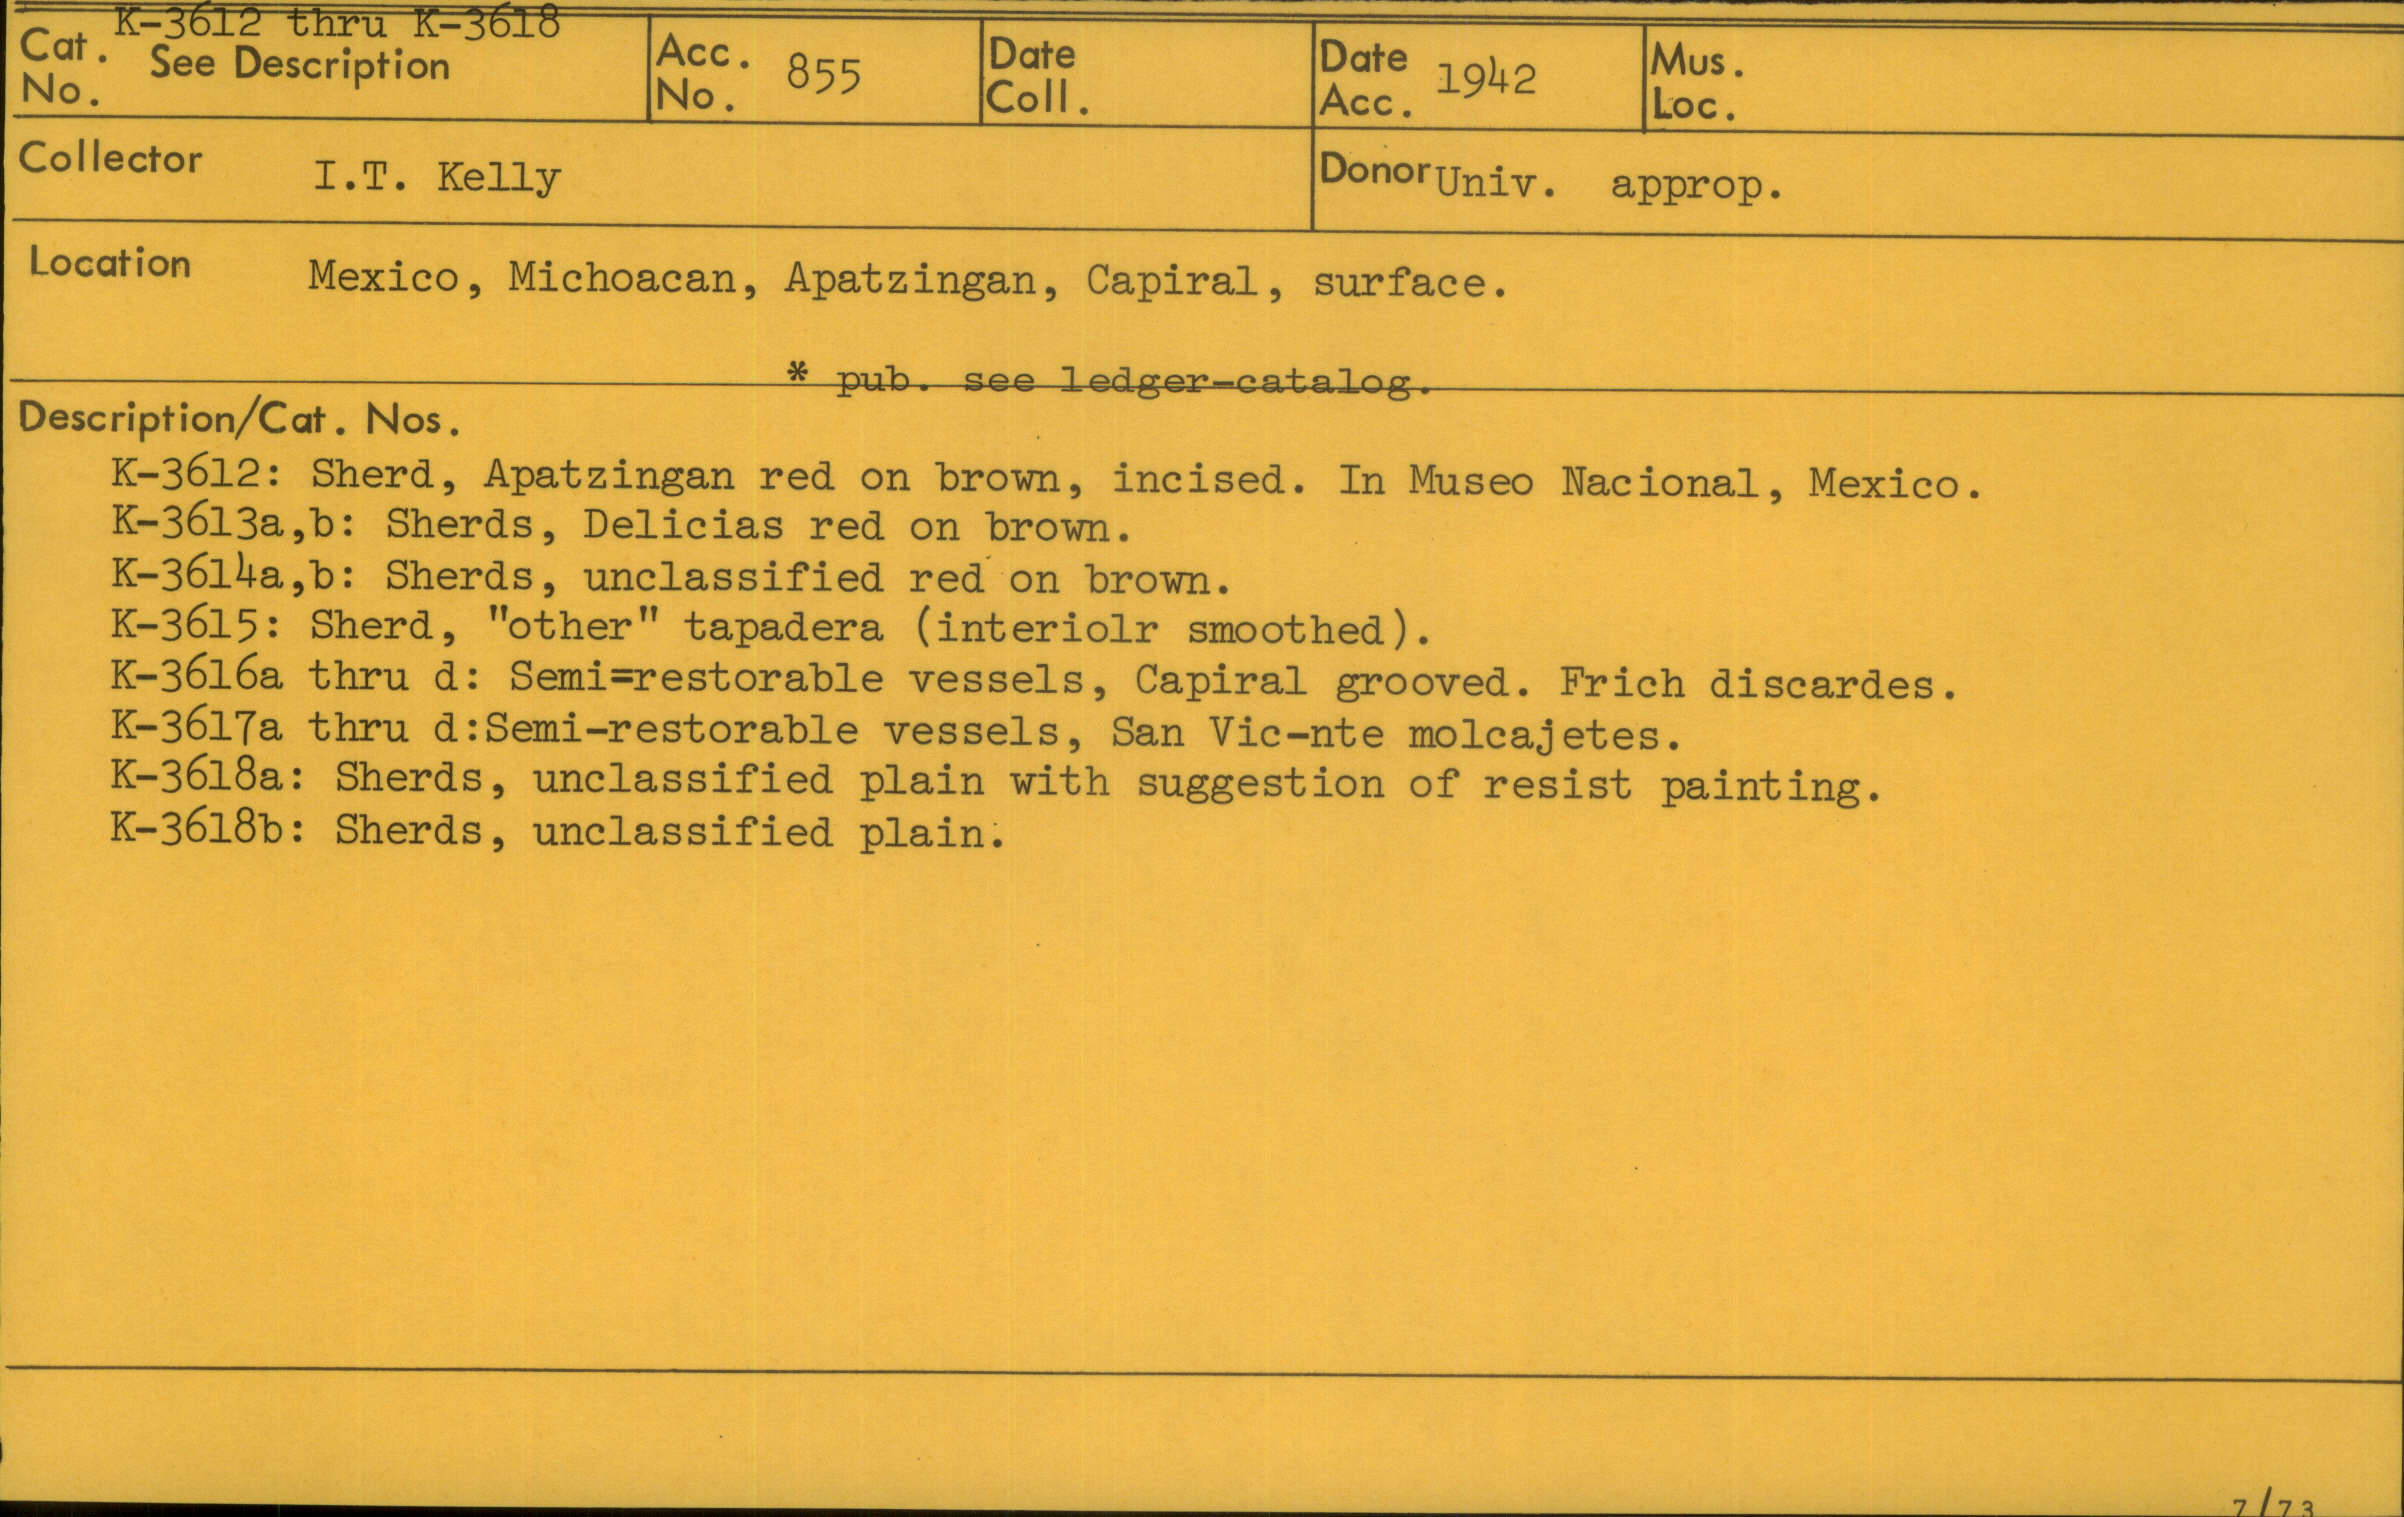 K-3612 thru K-3618
Cat. No. See Description
Acc. No. 855
Date Coll.
Date Acc. 1942
Mus. Loc.
Collector I.T. Kelly
Donor Univ. approp.
Location Mexico, Michoacan, Apatzingan, Capiral, surface.
* pub. see ledger-catalog.
Description/Cat. Nos.
K-3612: Sherd, Apatzingan red on brown, incised. In Museo Nacional, Mexico.
K-3613a,b: Sherds, Delicias red on brown.
K-3614a,b: Sherds, unclassified red on brown.
K-3615: Sherd, "other" tapadera (interiolr smoothed).
K-3616a thru d: Semi=restorable vessels, Capiral grooved. Frich discardes.
K-3617a thru d:Semi-restorable vessels, San Vic-nte molcajetes.
K-3618a: Sherds, unclassified plain with suggestion of resist painting.
K-3618b: Sherds, unclassified plain.
7/73